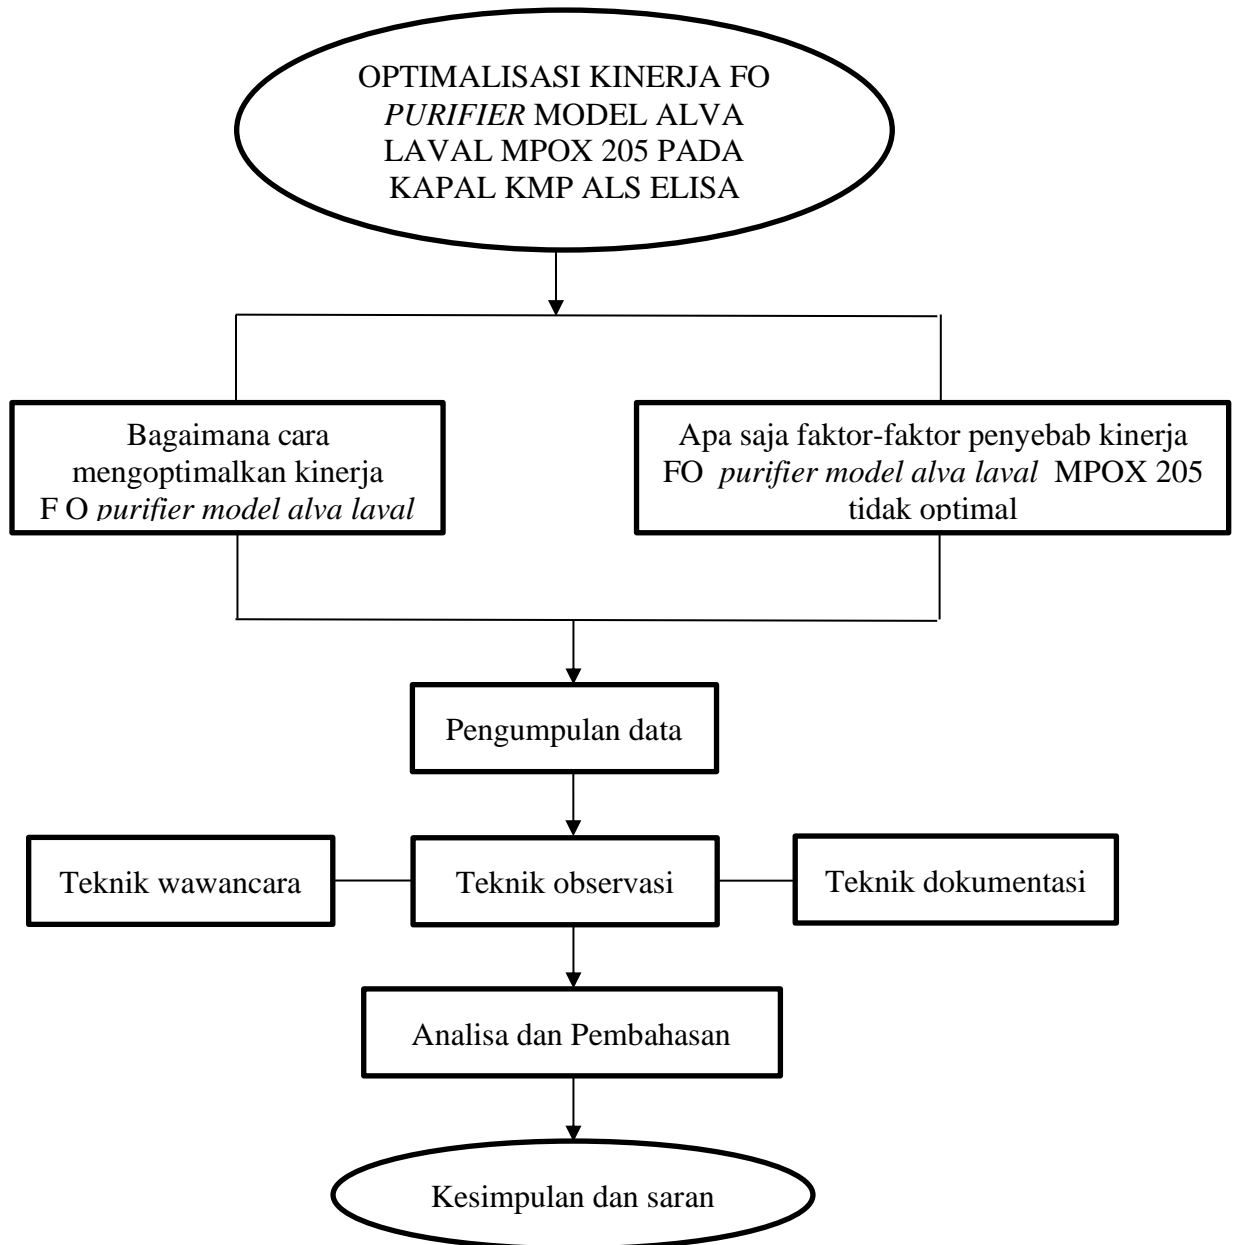 OPTIMALISASI KINERJA FO
PURIFIER MODEL ALVA
LAVAL MPOX 205 PADA
KAPAL KMP ALS ELISA
Bagaimana cara
mengoptimalkan kinerja
F O purifier model alva laval
Apa saja faktor-faktor penyebab kinerja
FO purifier model alva laval MPOX 205
tidak optimal
Pengumpulan data
Teknik wawancara
Teknik observasi
Teknik dokumentasi
Analisa dan Pembahasan
Kesimpulan dan saran